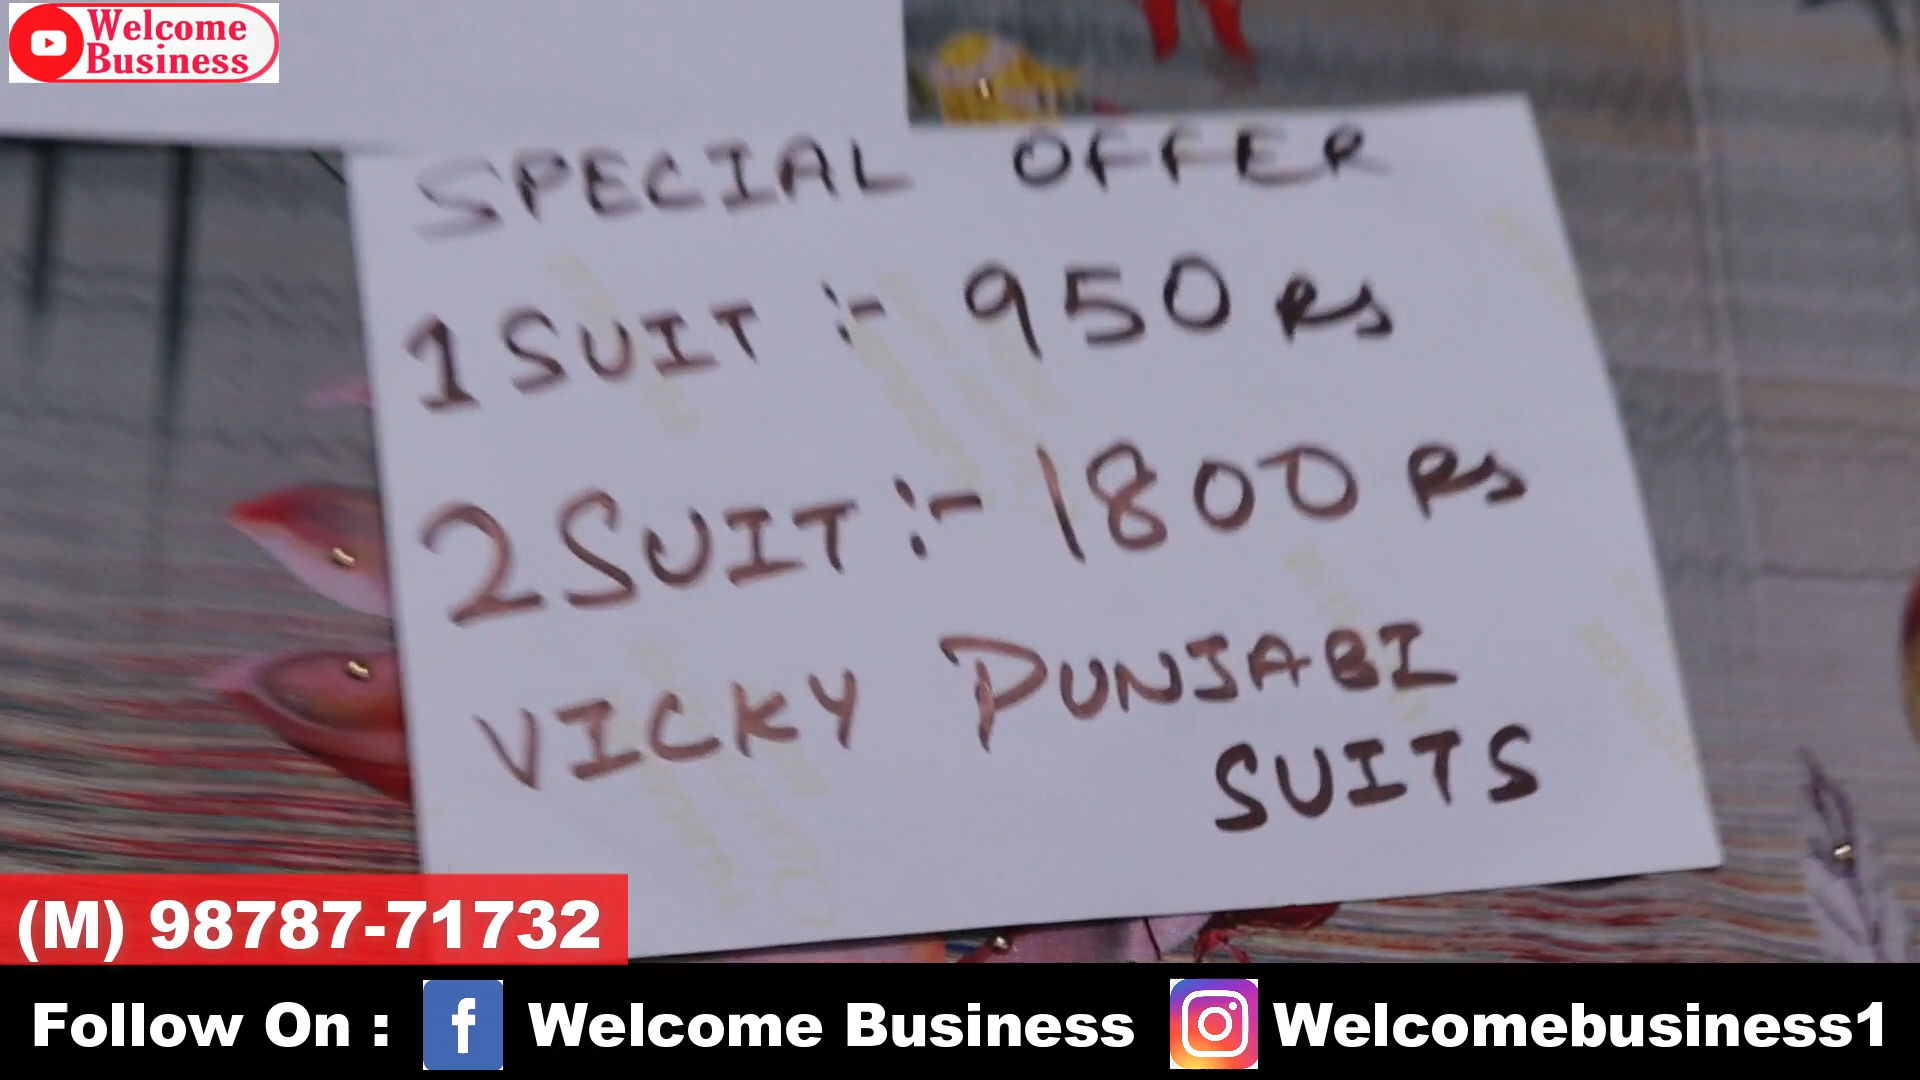 Welcome
Business
SPECIAL OFFER
1 SUIT :- 950 Rs
2 SUIT :- 1800 Rs
VICKY PUNJABI
SUITS
(M) 98787-71732
Follow On : f Welcome Business Welcomebusiness1